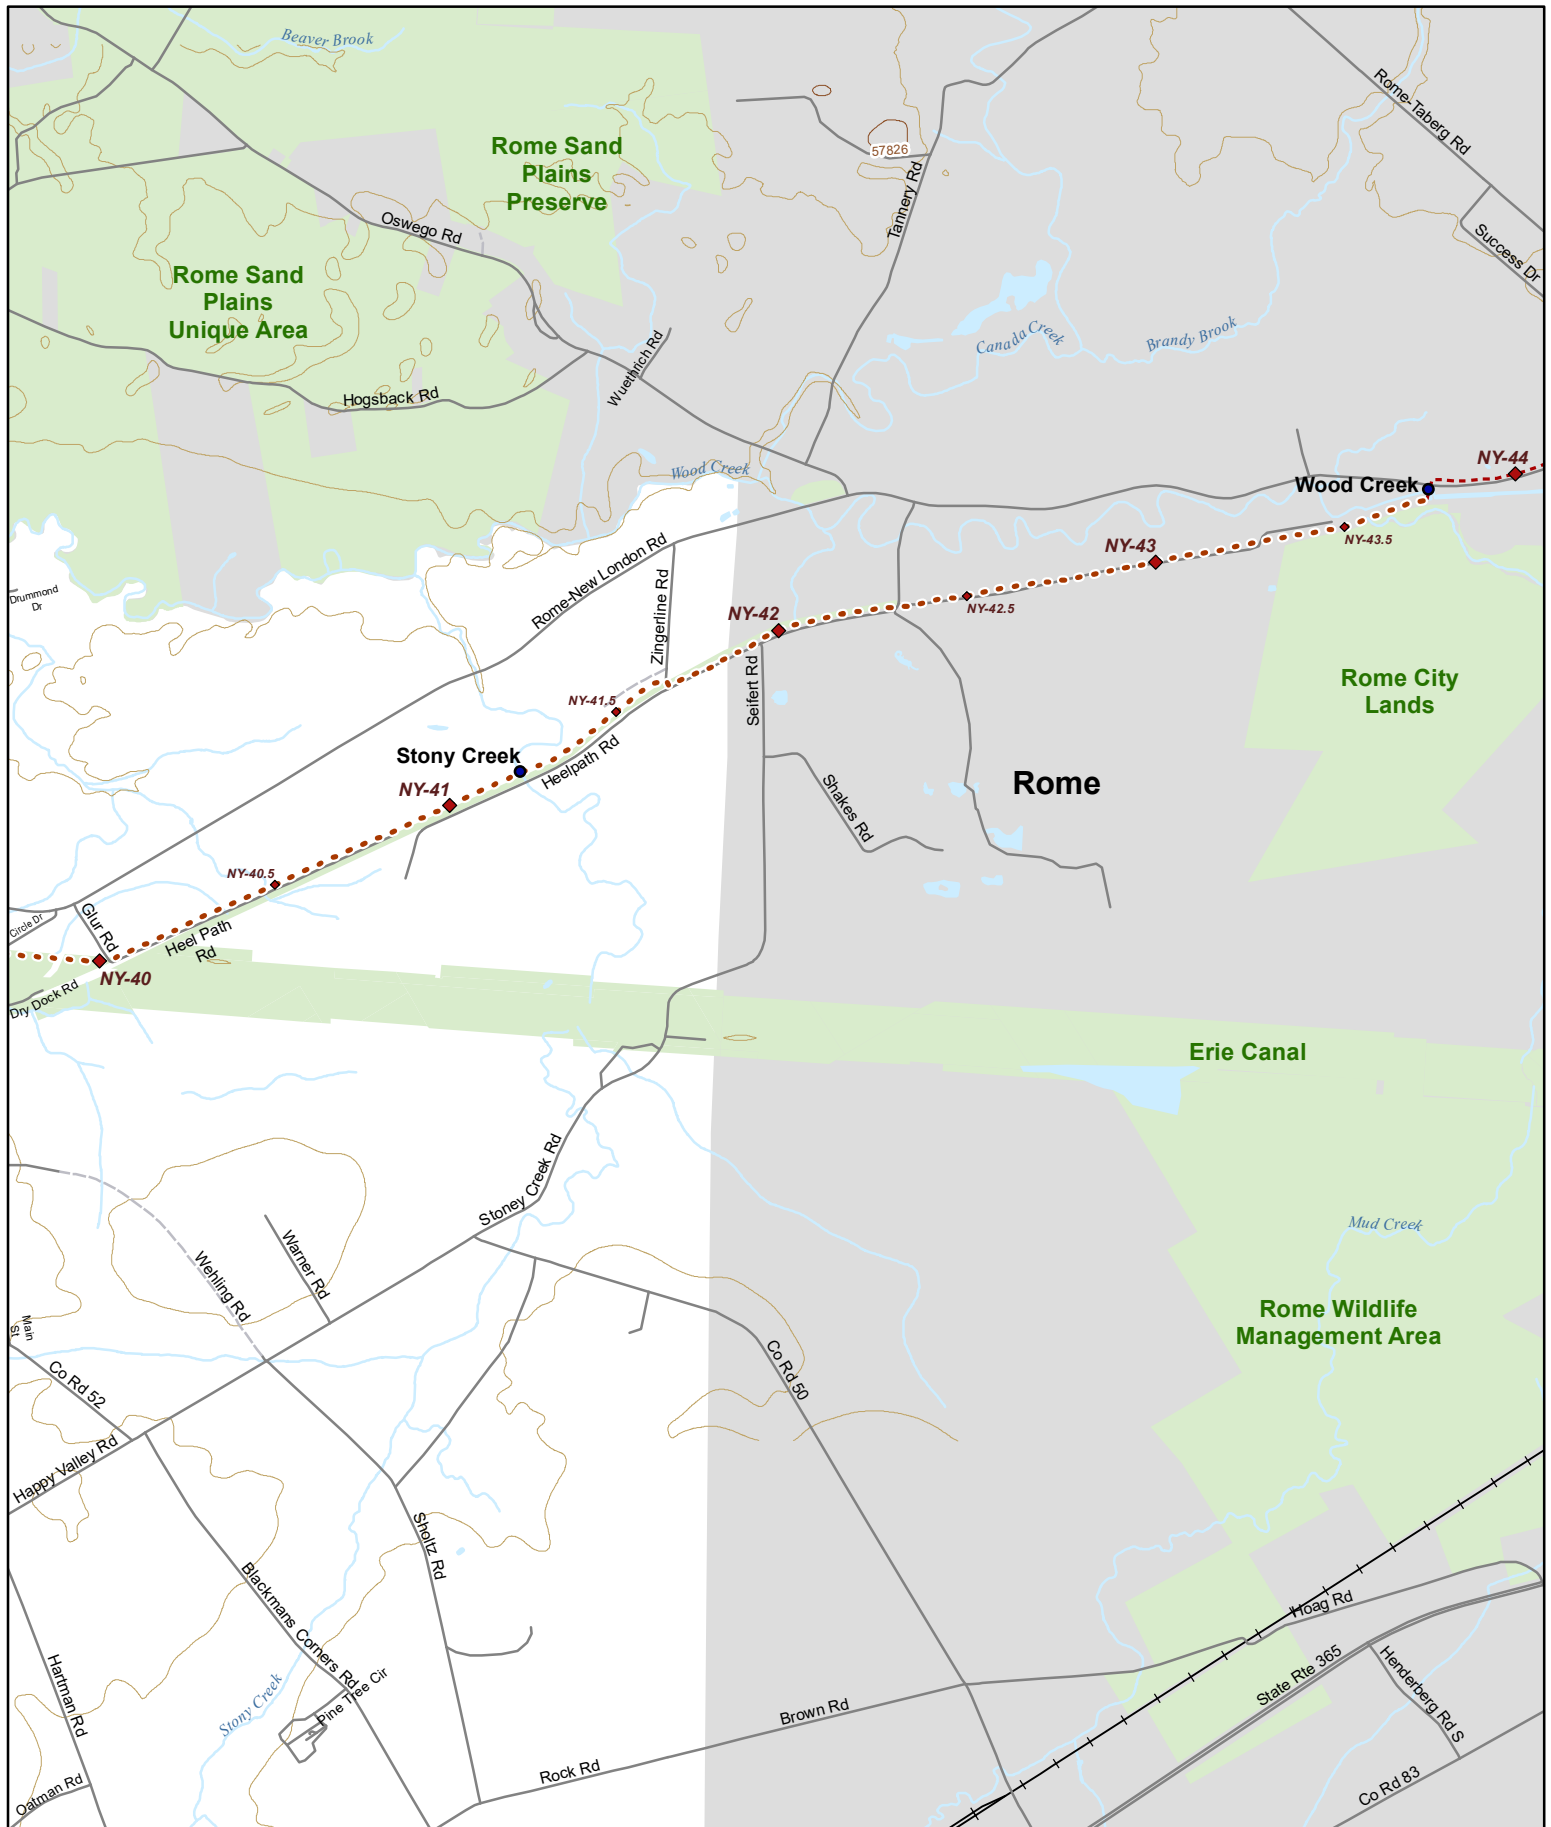 Beaver Brook
Rome-Taberg Rd
Rome Sand
Plains
Preserve
57826
Tannery Rd
Oswego Rd
Success Dr
Rome Sand
Plains
Unique Area
Canada Creek
Brandy Brook
Wuethrich Rd
Hogsback Rd
Wood Creek
NY-44
Wood Creek
NY-43.5
NY-43
Rome-New London Rd
Zingerline Rd
Drummond
Dr
NY-42
NY-42.5
Rome City
Lands
Seifert Rd
NY-41.5
Stony Creek
Heelpath Rd
NY-41
Rome
Shakes Rd
NY-40.5
Glur Rd
Circle Dr
Heel Path
Rd
NY-40
Dry Dock Rd
Erie Canal
Stoney Creek Rd
Mud Creek
Warner Rd
Wehling Rd
Main
St
Rome Wildlife
Management Area
Co Rd 52
Co Rd 50
Happy Valley Rd
Sholtz Rd
Blackmans Corners Rd
Hoag Rd
State Rte 365
Henderberg Rd S
Hartman Rd
Pine Tree Cir
Stony Creek
Brown Rd
Rock Rd
Oatman Rd
Co Rd 83